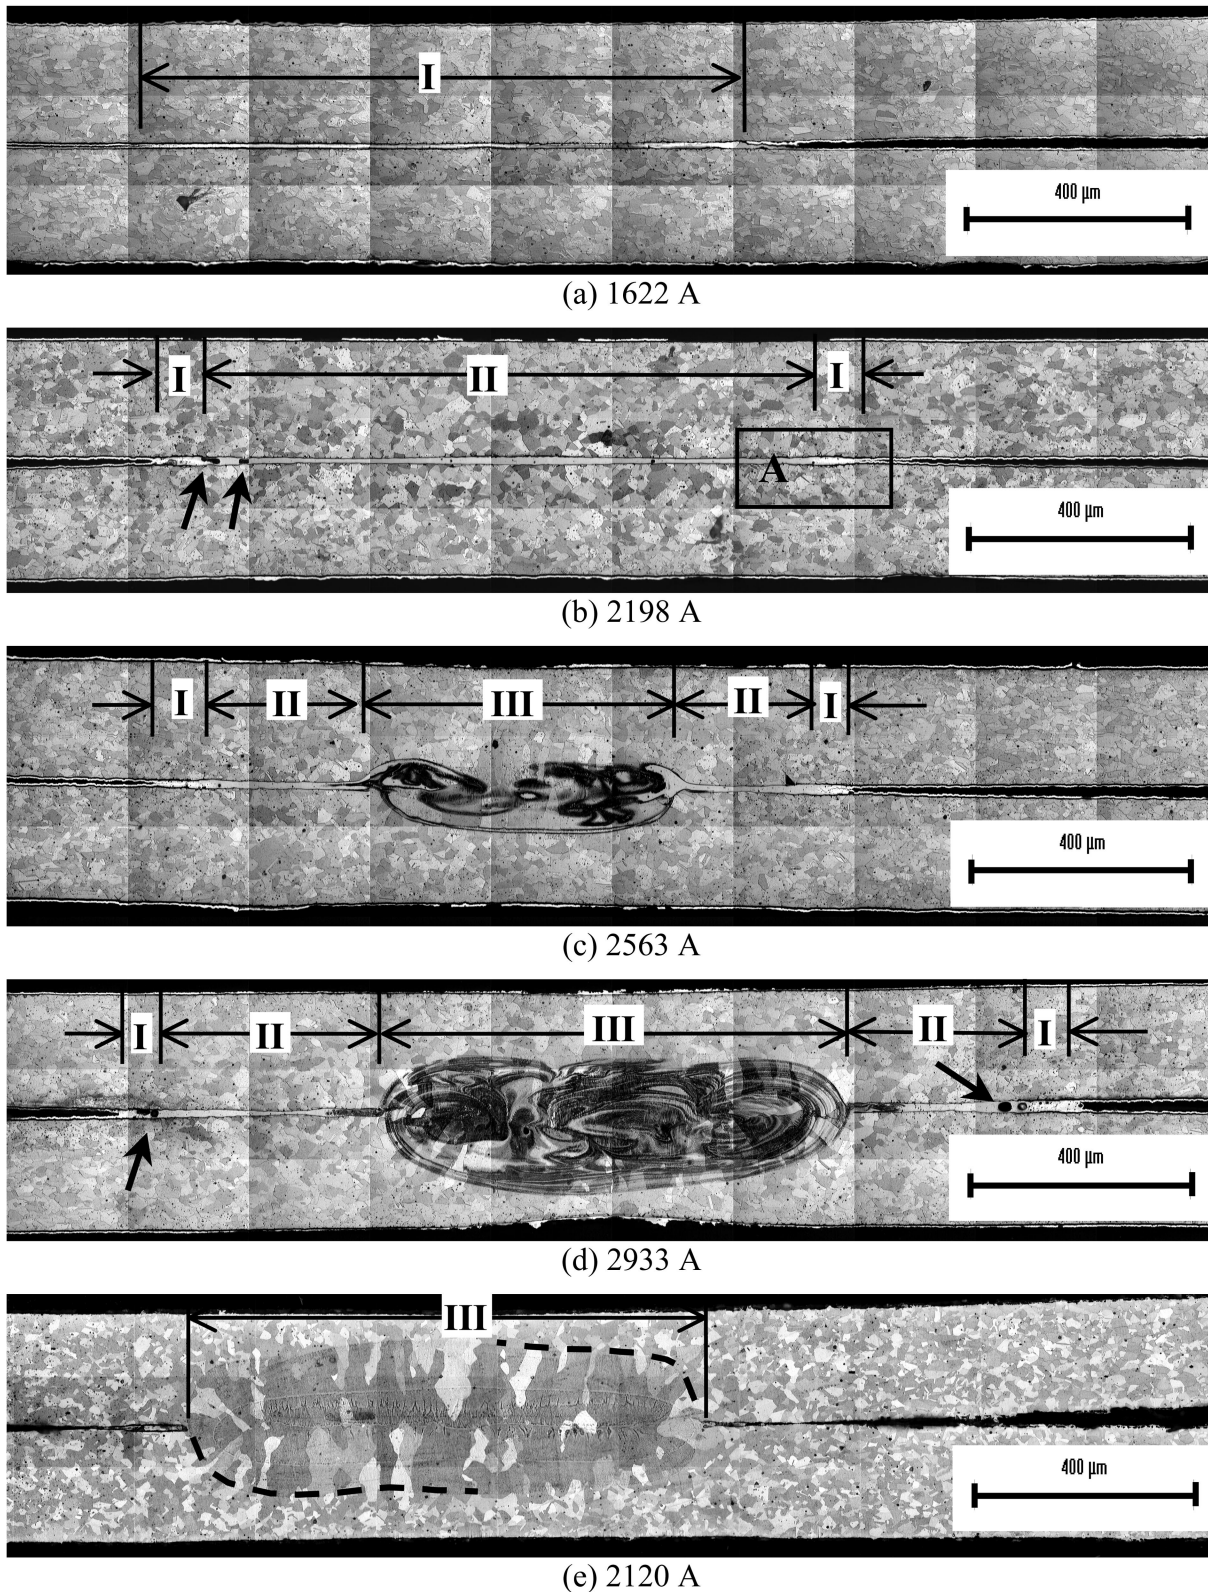 I
400 μm
(a) 1622 A
I II I
A
400 μm
(b) 2198 A
I II III II I
400 μm
(c) 2563 A
I II III II I
400 μm
(d) 2933 A
III
400 μm
(e) 2120 A